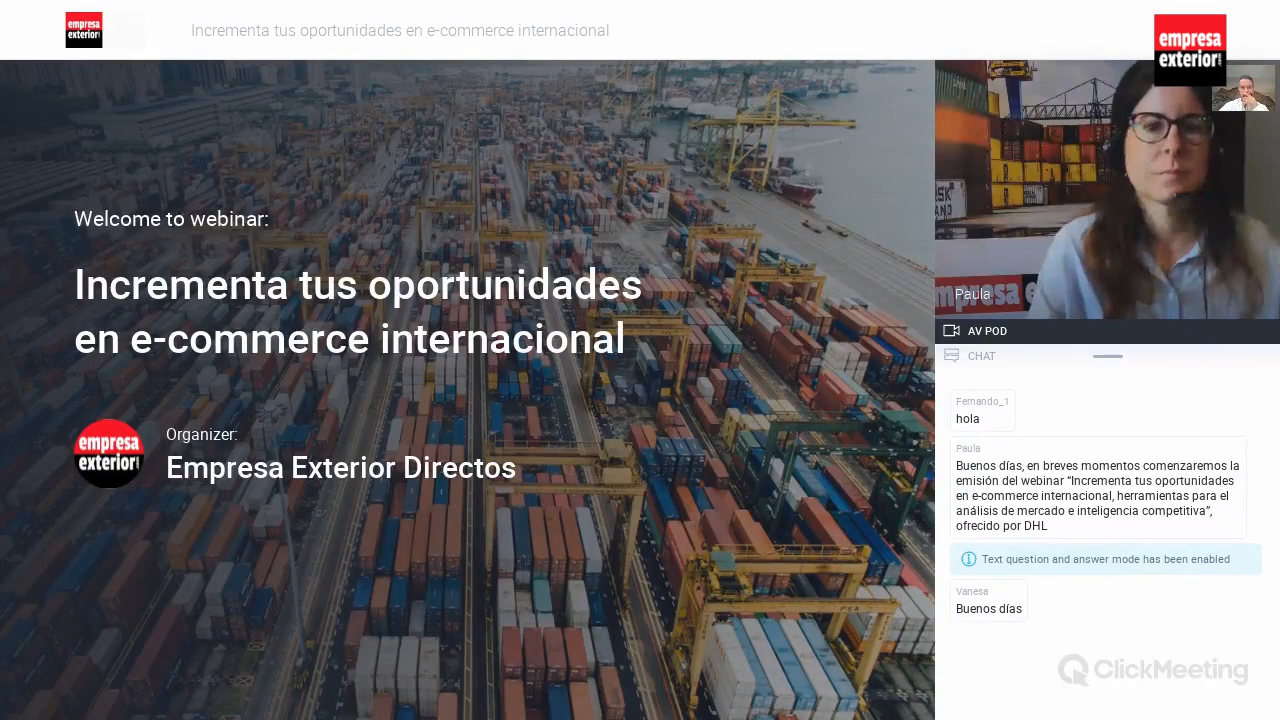 empresa
exterior
Incrementa tus oportunidades en e-commerce internacional
empresa
exterior
Welcome to webinar:
Incrementa tus oportunidades
en e-commerce internacional
empresa
exterior
Organizer:
Empresa Exterior Directos
Paula
AV POD
CHAT
Fernando_1
hola
Paula
Buenos días, en breves momentos comenzaremos la
emisión del webinar “Incrementa tus oportunidades
en e-commerce internacional, herramientas para el
análisis de mercado e inteligencia competitiva”,
ofrecido por DHL
Text question and answer mode has been enabled
Vanesa
Buenos días
ClickMeeting